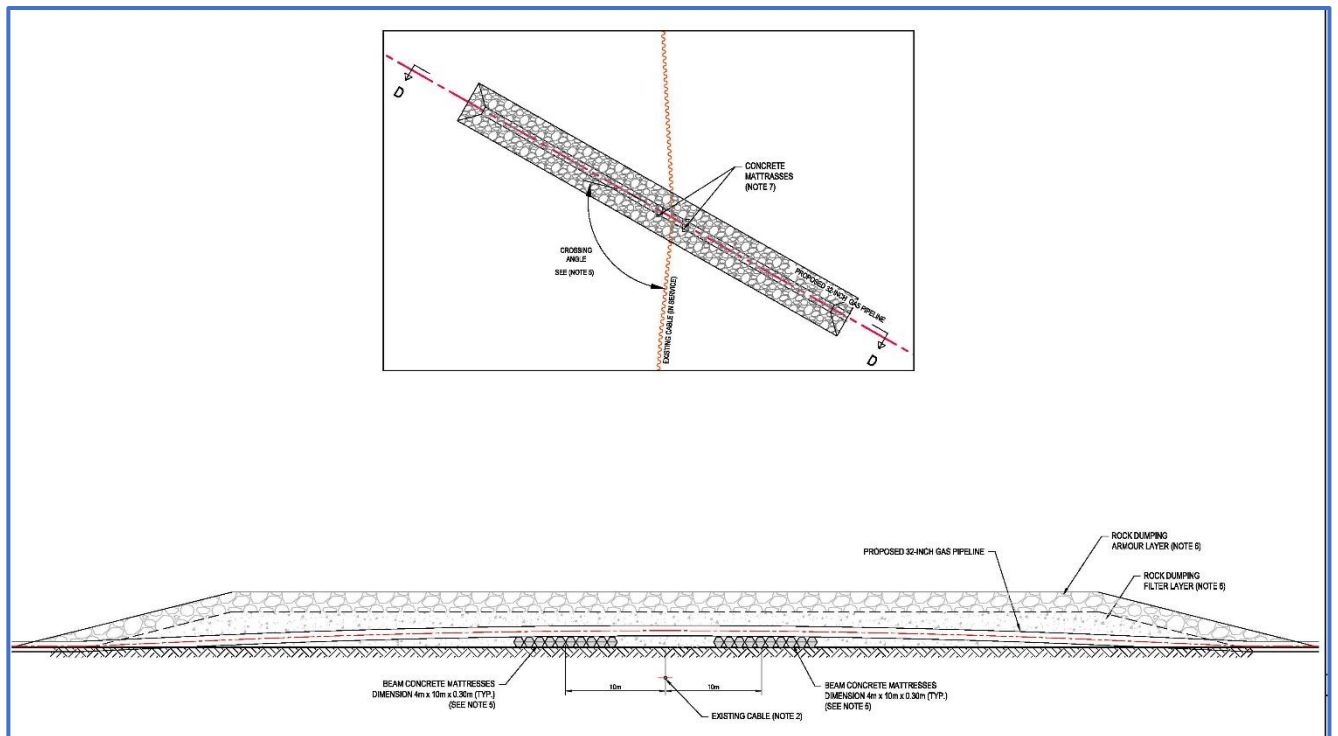 D
CONCRETE
MATTRASSES
(NOTE 7)
CROSSING
ANGLE
SEE (NOTE 5)
EXISTING CABLE (IN SERVICE)
PROPOSED 32-INCH GAS PIPELINE
D
ROCK DUMPING
ARMOUR LAYER (NOTE 6)
PROPOSED 32-INCH GAS PIPELINE
ROCK DUMPING
FILTER LAYER (NOTE 5)
BEAM CONCRETE MATTRESSES
DIMENSION 4m x 10m x 0.30m (TYP.)
(SEE NOTE 5)
10m
10m
BEAM CONCRETE MATTRESSES
DIMENSION 4m x 10m x 0.30m (TYP.)
(SEE NOTE 5)
EXISTING CABLE (NOTE 2)